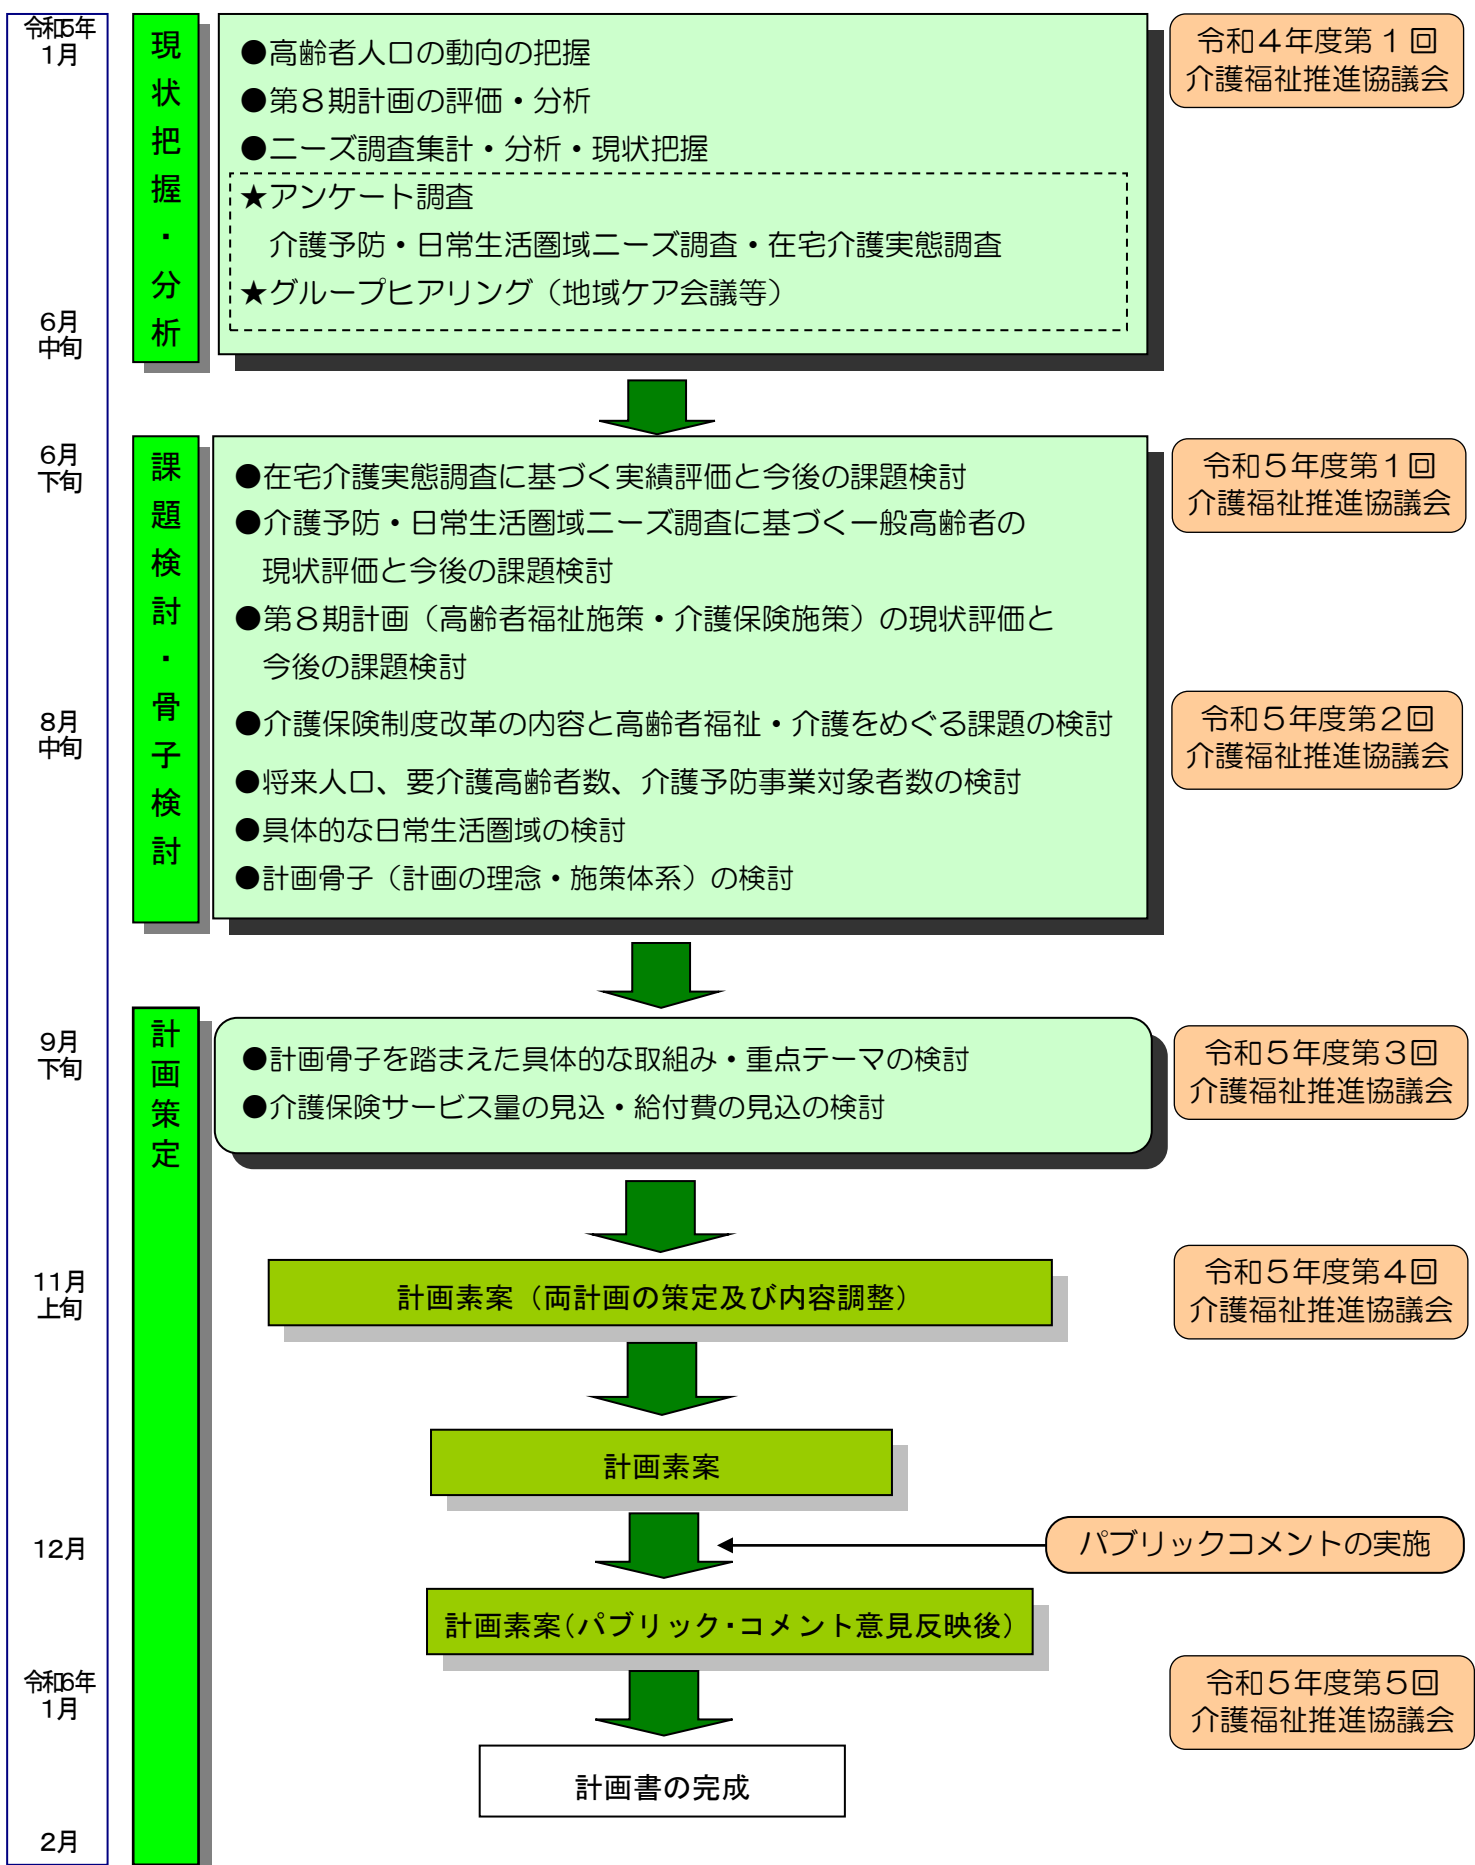 令和5年
1月
現状把握・分析
●高齢者人口の動向の把握
●第８期計画の評価・分析
●ニーズ調査集計・分析・現状把握
★アンケート調査
介護予防・日常生活圏域ニーズ調査・在宅介護実態調査
★グループヒアリング（地域ケア会議等）
令和４年度第１回
介護福祉推進協議会
6月
中旬
6月
下旬
課題検討・骨子検討
●在宅介護実態調査に基づく実績評価と今後の課題検討
●介護予防・日常生活圏域ニーズ調査に基づく一般高齢者の
現状評価と今後の課題検討
●第８期計画（高齢者福祉施策・介護保険施策）の現状評価と
今後の課題検討
●介護保険制度改革の内容と高齢者福祉・介護をめぐる課題の検討
●将来人口、要介護高齢者数、介護予防事業対象者数の検討
●具体的な日常生活圏域の検討
●計画骨子（計画の理念・施策体系）の検討
令和５年度第１回
介護福祉推進協議会
8月
中旬
令和５年度第２回
介護福祉推進協議会
9月
下旬
計画策定
●計画骨子を踏まえた具体的な取組み・重点テーマの検討
●介護保険サービス量の見込・給付費の見込の検討
令和５年度第３回
介護福祉推進協議会
11月
上旬
計画素案（両計画の策定及び内容調整）
令和５年度第４回
介護福祉推進協議会
計画素案
12月
パブリックコメントの実施
計画素案（パブリック・コメント意見反映後）
令和6年
1月
令和５年度第５回
介護福祉推進協議会
計画書の完成
2月